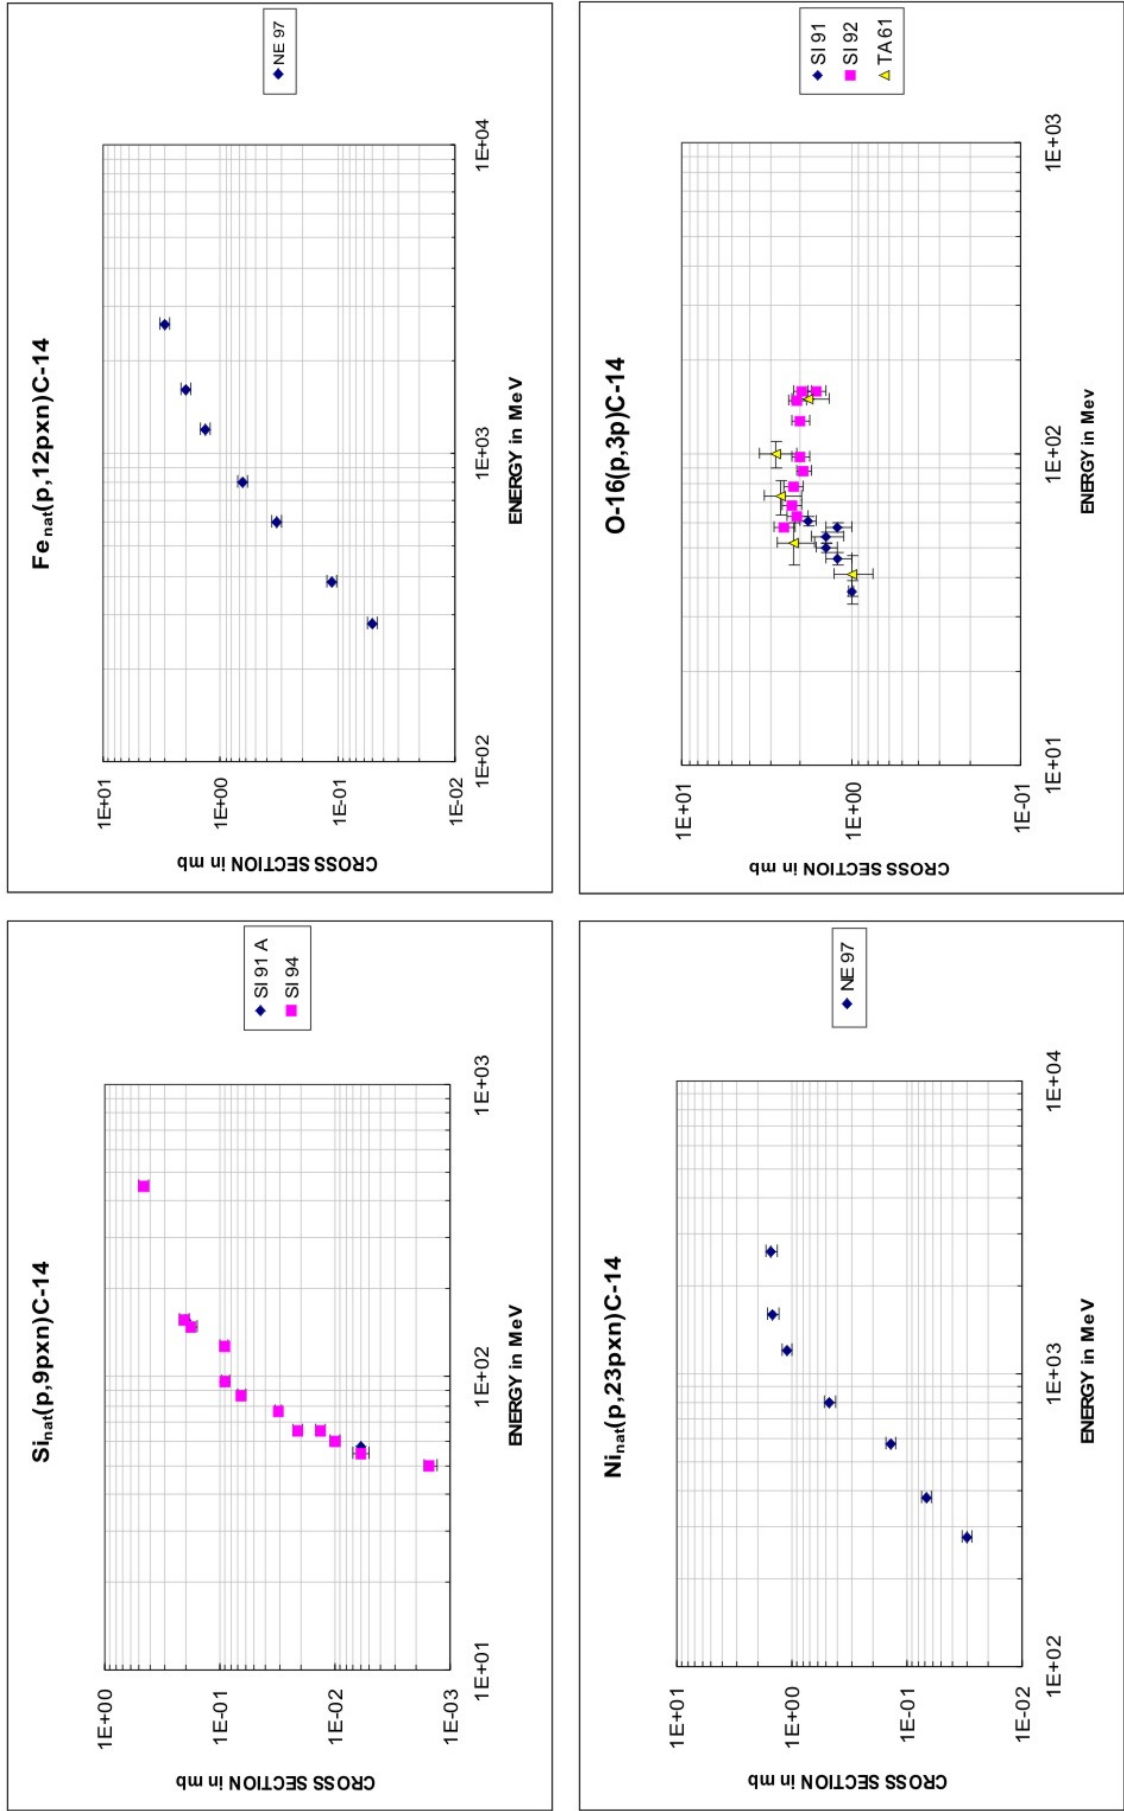 Si nat(p,9pxn)C-14
1E+00
1E-01
1E-02
1E-03
CROSS SECTION in mb
1E+01
1E+02
1E+03
ENERGY in MeV
SI 91 A
SI 94
Fe nat(p,12pxn)C-14
1E+01
1E+00
1E-01
1E-02
CROSS SECTION in mb
1E+02
1E+03
1E+04
ENERGY in MeV
NE 97
Ni nat(p,23pxn)C-14
1E+01
1E+00
1E-01
1E-02
CROSS SECTION in mb
1E+02
1E+03
1E+04
ENERGY in MeV
NE 97
O-16(p,3p)C-14
1E+01
1E+00
1E-01
CROSS SECTION in mb
1E+01
1E+02
1E+03
ENERGY in Mev
SI 91
SI 92
TA 61